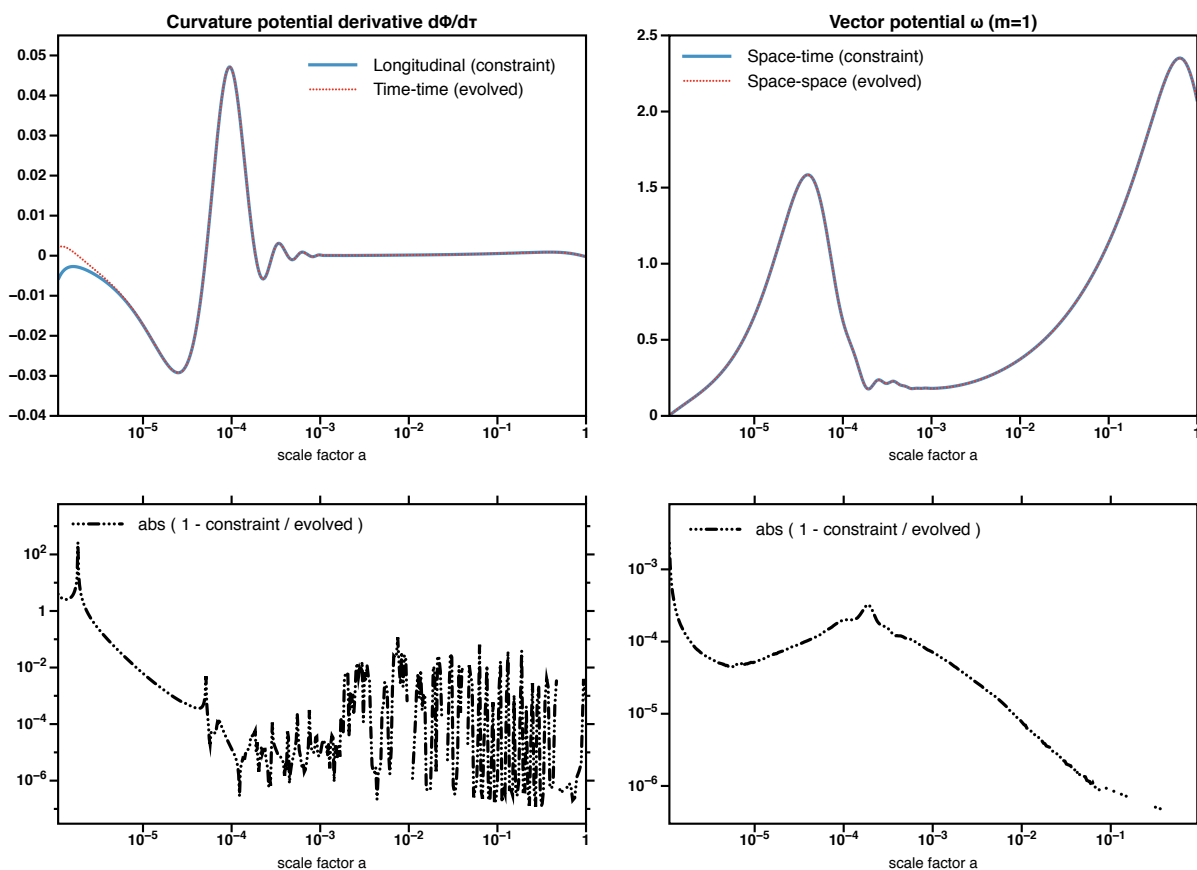 Curvature potential derivative dΦ/dτ
0.05
0.04
0.03
0.02
0.01
0
−0.01
−0.02
−0.03
−0.04
Longitudinal (constraint)
Time-time (evolved)
10⁻⁵ 10⁻⁴ 10⁻³ 10⁻² 10⁻¹ 1
scale factor a
Vector potential ω (m=1)
2.5
2.0
1.5
1.0
0.5
0
Space-time (constraint)
Space-space (evolved)
10⁻⁵ 10⁻⁴ 10⁻³ 10⁻² 10⁻¹ 1
scale factor a
abs ( 1 - constraint / evolved )
10²
1
10⁻²
10⁻⁴
10⁻⁶
10⁻⁵ 10⁻⁴ 10⁻³ 10⁻² 10⁻¹ 1
scale factor a
abs ( 1 - constraint / evolved )
10⁻³
10⁻⁴
10⁻⁵
10⁻⁶
10⁻⁵ 10⁻⁴ 10⁻³ 10⁻² 10⁻¹ 1
scale factor a